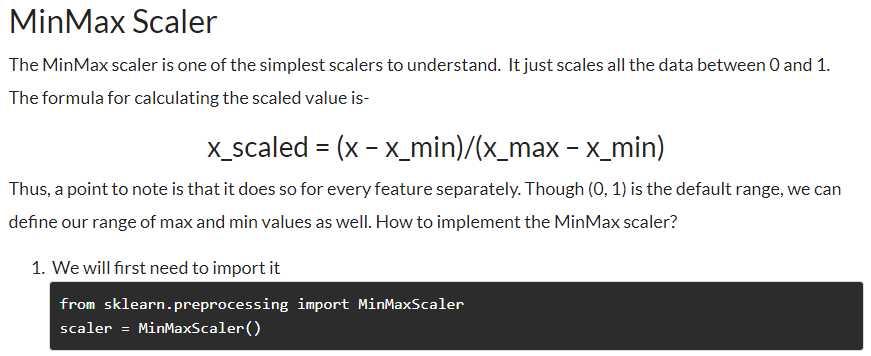 MinMax Scaler
The MinMax scaler is one of the simplest scalers to understand.  It just scales all the data between 0 and 1.
The formula for calculating the scaled value is-
x_scaled = (x – x_min)/(x_max – x_min)
Thus, a point to note is that it does so for every feature separately. Though (0, 1) is the default range, we can
define our range of max and min values as well. How to implement the MinMax scaler?
1. We will first need to import it
from sklearn.preprocessing import MinMaxScaler
scaler = MinMaxScaler()